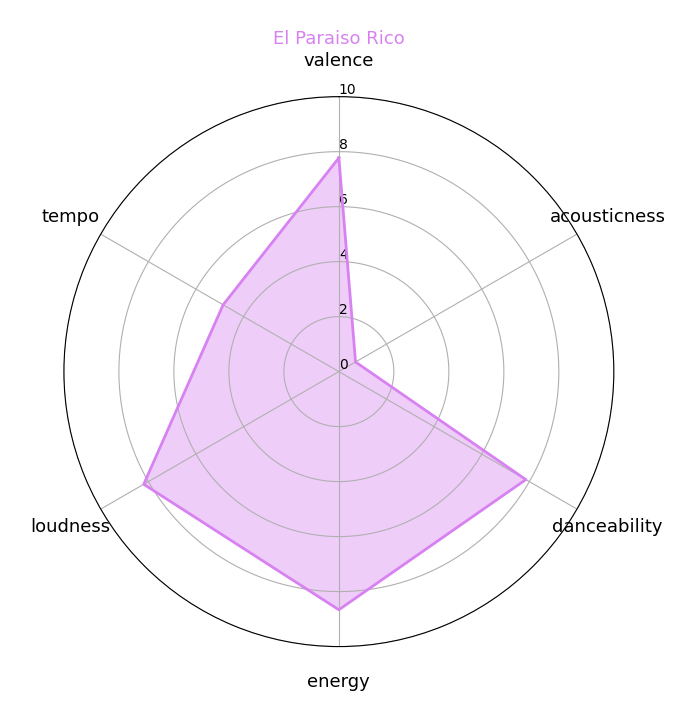 El Paraiso Rico
valence
10
8
6
4
2
0
tempo
acousticness
loudness
danceability
energy